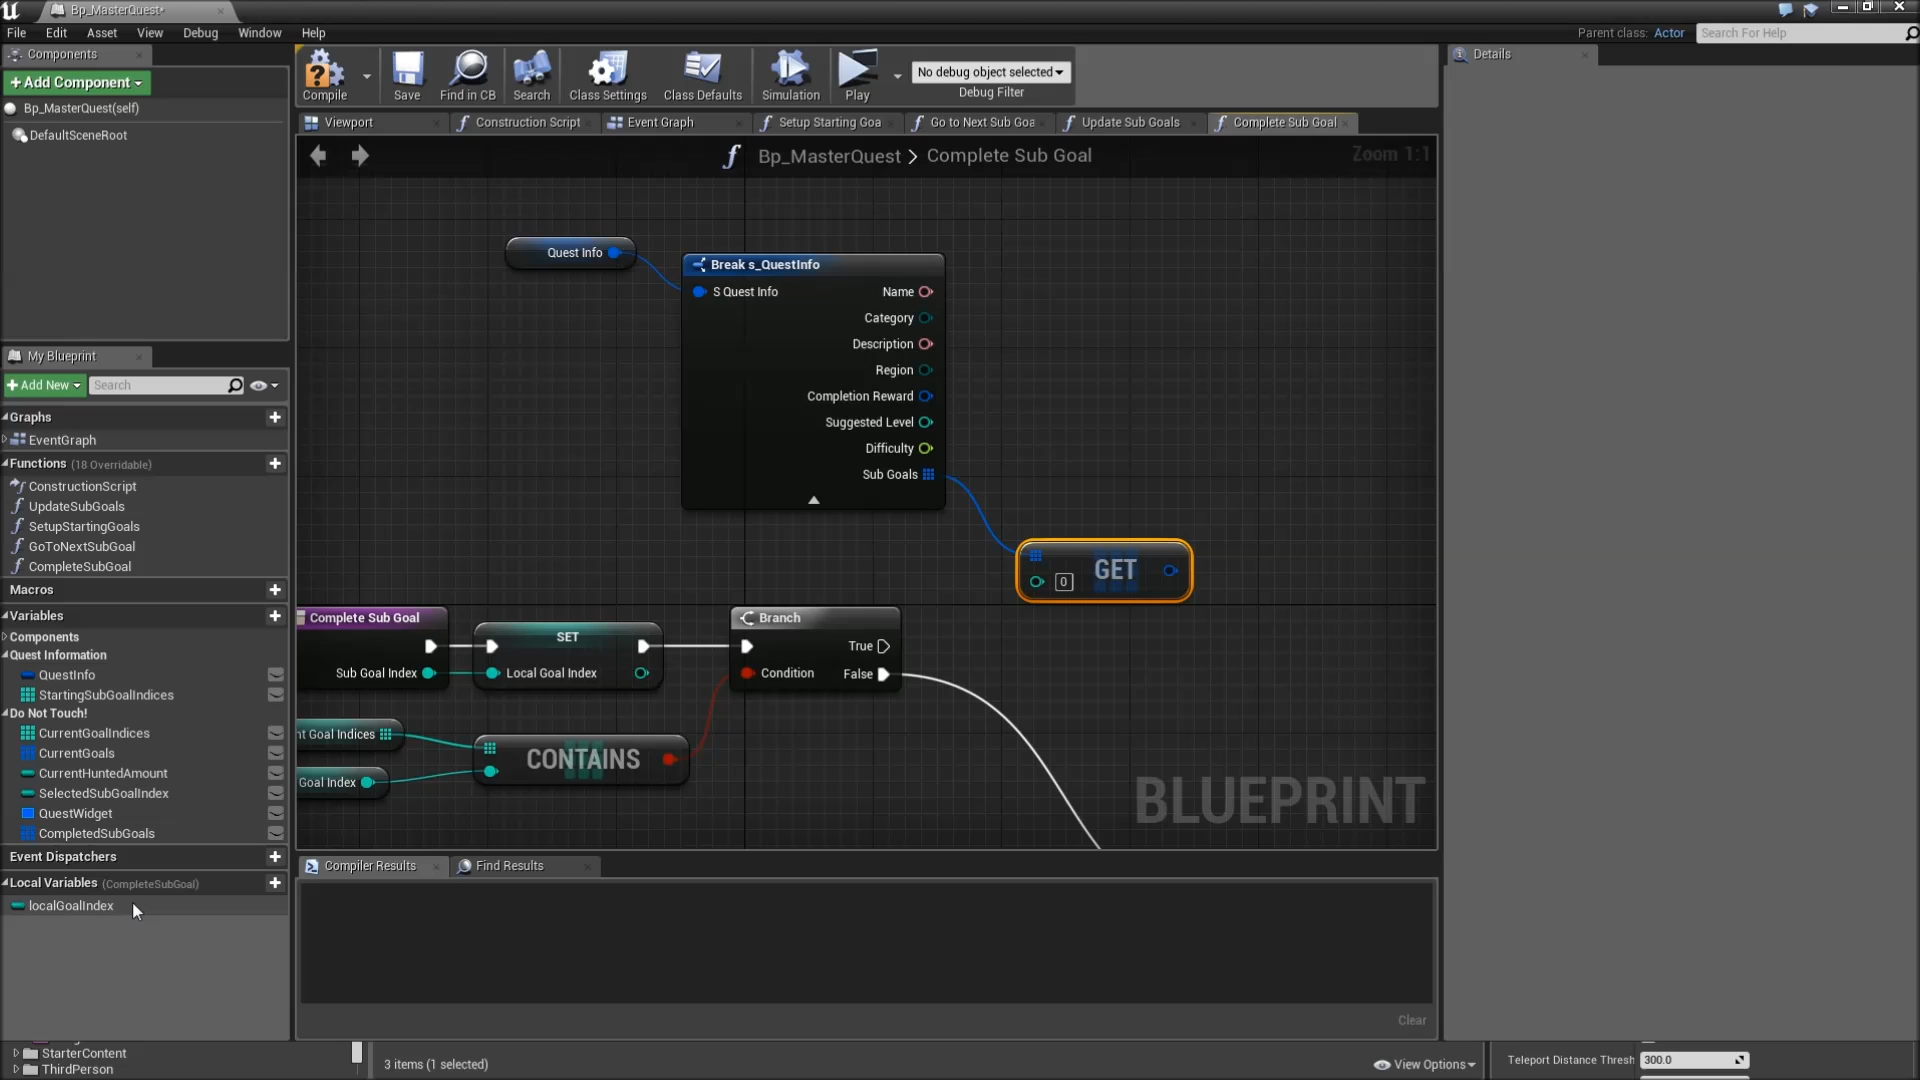 Bp_MasterQuest*
File Edit Asset View Debug Window Help
Parent class: Actor
Search For Help
Components
+Add Component
Bp_MasterQuest(self)
DefaultSceneRoot
Compile
Save
Find in CB
Search
Class Settings
Class Defaults
Simulation
Play
No debug object selected
Debug Filter
Details
Viewport
Construction Script
Event Graph
Setup Starting Goa
Go to Next Sub Goa
Update Sub Goals
Complete Sub Goal
Bp_MasterQuest > Complete Sub Goal
Zoom 1:1
My Blueprint
+Add New
Search
Graphs
EventGraph
Functions (18 Overridable)
ConstructionScript
UpdateSubGoals
SetupStartingGoals
GoToNextSubGoal
CompleteSubGoal
Macros
Variables
Components
Quest Information
QuestInfo
StartingSubGoalIndices
Do Not Touch!
CurrentGoalIndices
CurrentGoals
CurrentHuntedAmount
SelectedSubGoalIndex
QuestWidget
CompletedSubGoals
Event Dispatchers
Local Variables (CompleteSubGoal)
localGoalIndex
Quest Info
Break s_QuestInfo
S Quest Info
Name
Category
Description
Region
Completion Reward
Suggested Level
Difficulty
Sub Goals
GET
0
Complete Sub Goal
Sub Goal Index
SET
Local Goal Index
Branch
True
Condition
False
nt Goal Indices
Goal Index
CONTAINS
BLUEPRINT
Compiler Results
Find Results
Clear
StarterContent
ThirdPerson
3 items (1 selected)
View Options
Teleport Distance Thresh
300.0